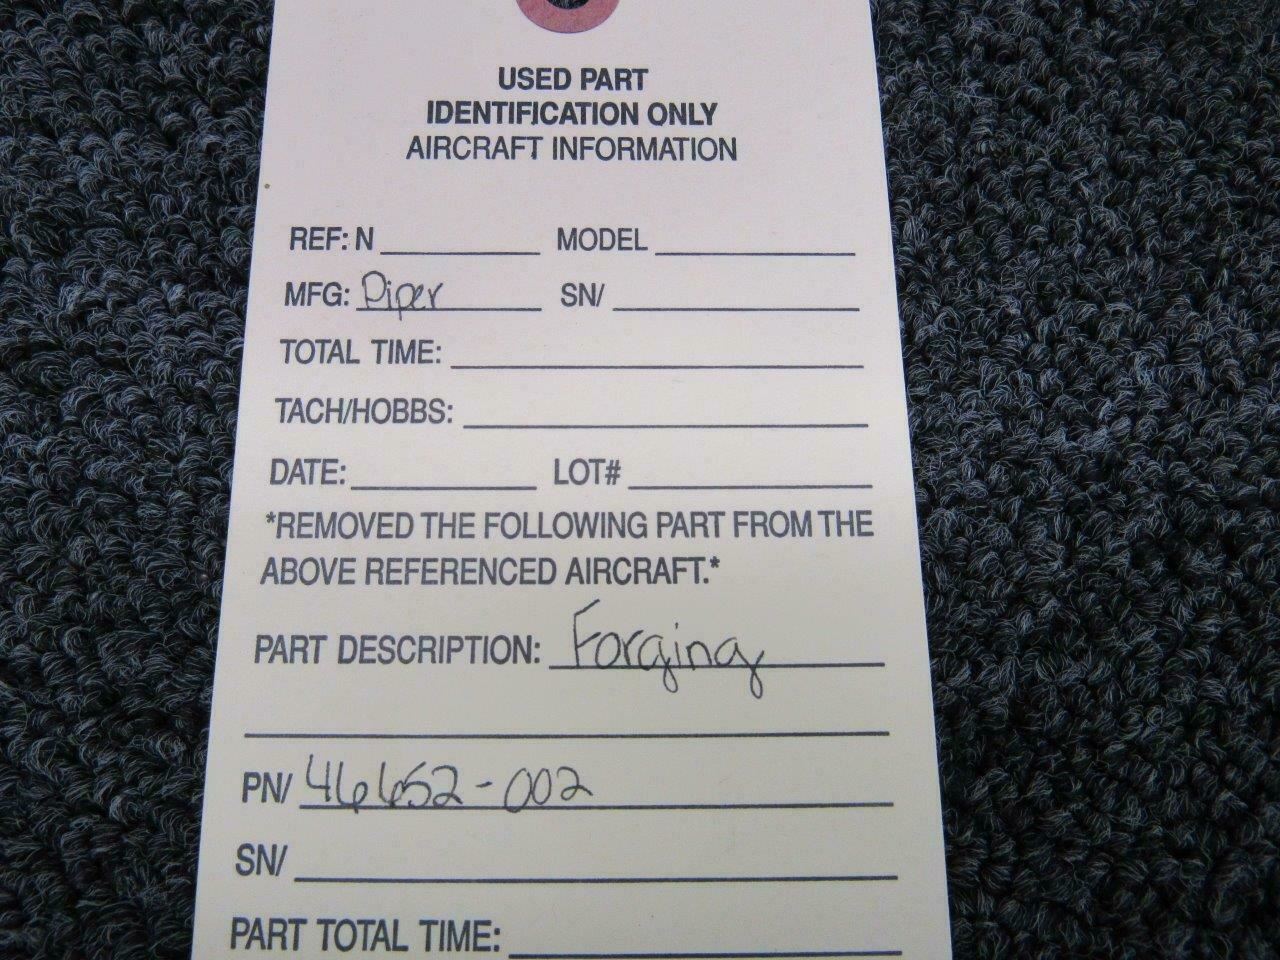 USED PART
IDENTIFICATION ONLY
AIRCRAFT INFORMATION
REF: N MODEL
MFG: Piper SN/
TOTAL TIME:
TACH/HOBBS:
DATE: LOT#
*REMOVED THE FOLLOWING PART FROM THE
ABOVE REFERENCED AIRCRAFT.*
PART DESCRIPTION: Forging
PN/ 46652-002
SN/
PART TOTAL TIME: